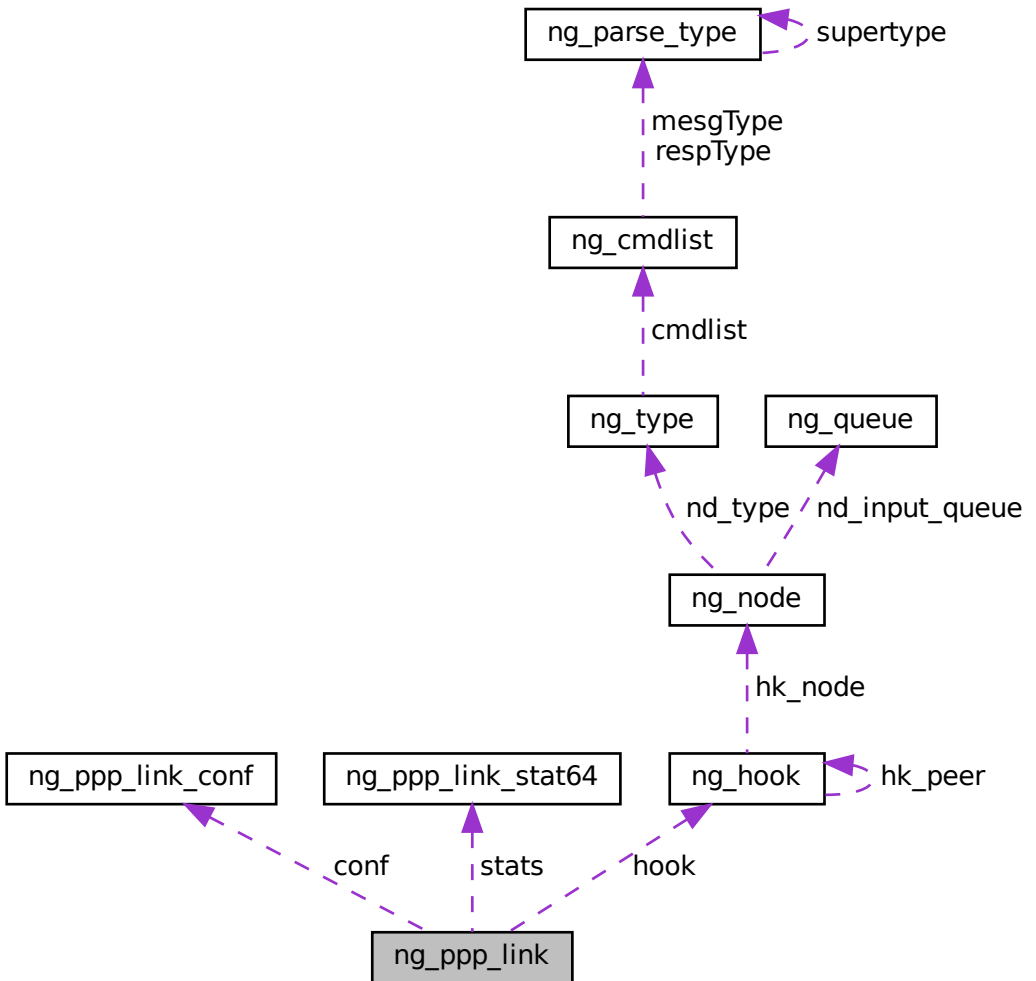 ng_parse_type
supertype
mesgType
respType
ng_cmdlist
cmdlist
ng_type
ng_queue
nd_type
nd_input_queue
ng_node
hk_node
ng_ppp_link_conf
ng_ppp_link_stat64
ng_hook
hk_peer
conf
stats
hook
ng_ppp_link